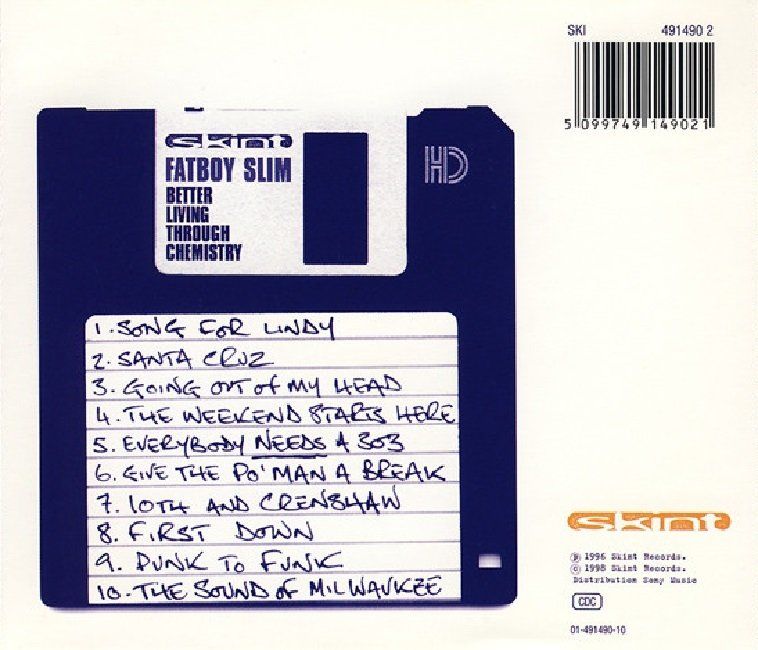 SKI 491490 2
5 099749 149021
skint
FATBOY SLIM
BETTER
LIVING
THROUGH
CHEMISTRY
HD
1. SONG FOR LINDY
2. SANTA CRUZ
3. GOING OUT OF MY HEAD
4. THE WEEKEND STARTS HERE
5. EVERYBODY NEEDS A 303
6. GIVE THE PO' MAN A BREAK
7. 10TH AND CRENSHAW
8. FIRST DOWN
9. PUNK TO FUNK
10. THE SOUND OF MILWAUKEE
skint
℗ 1996 Skint Records.
© 1998 Skint Records.
Distribution Sony Music
CDC
01-491490-10